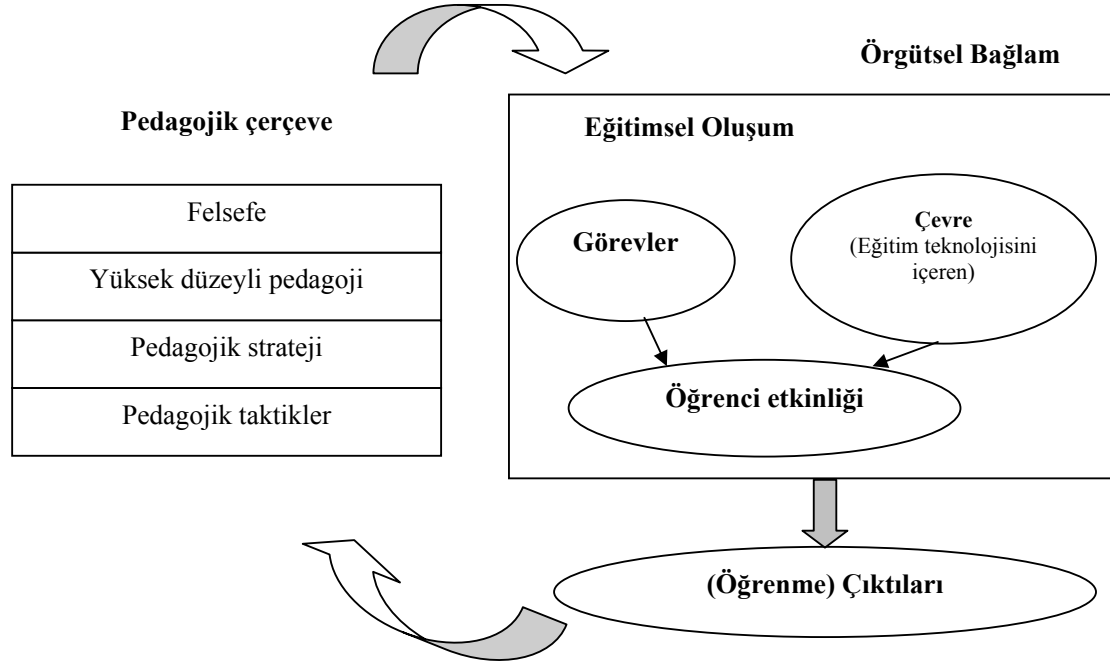 Örgütsel Bağlam
Pedagojik çerçeve
Felsefe
Yüksek düzeyli pedagoji
Pedagojik strateji
Pedagojik taktikler
Eğitimsel Oluşum
Görevler
Çevre
(Eğitim teknolojisini
içeren)
Öğrenci etkinliği
(Öğrenme) Çıktıları